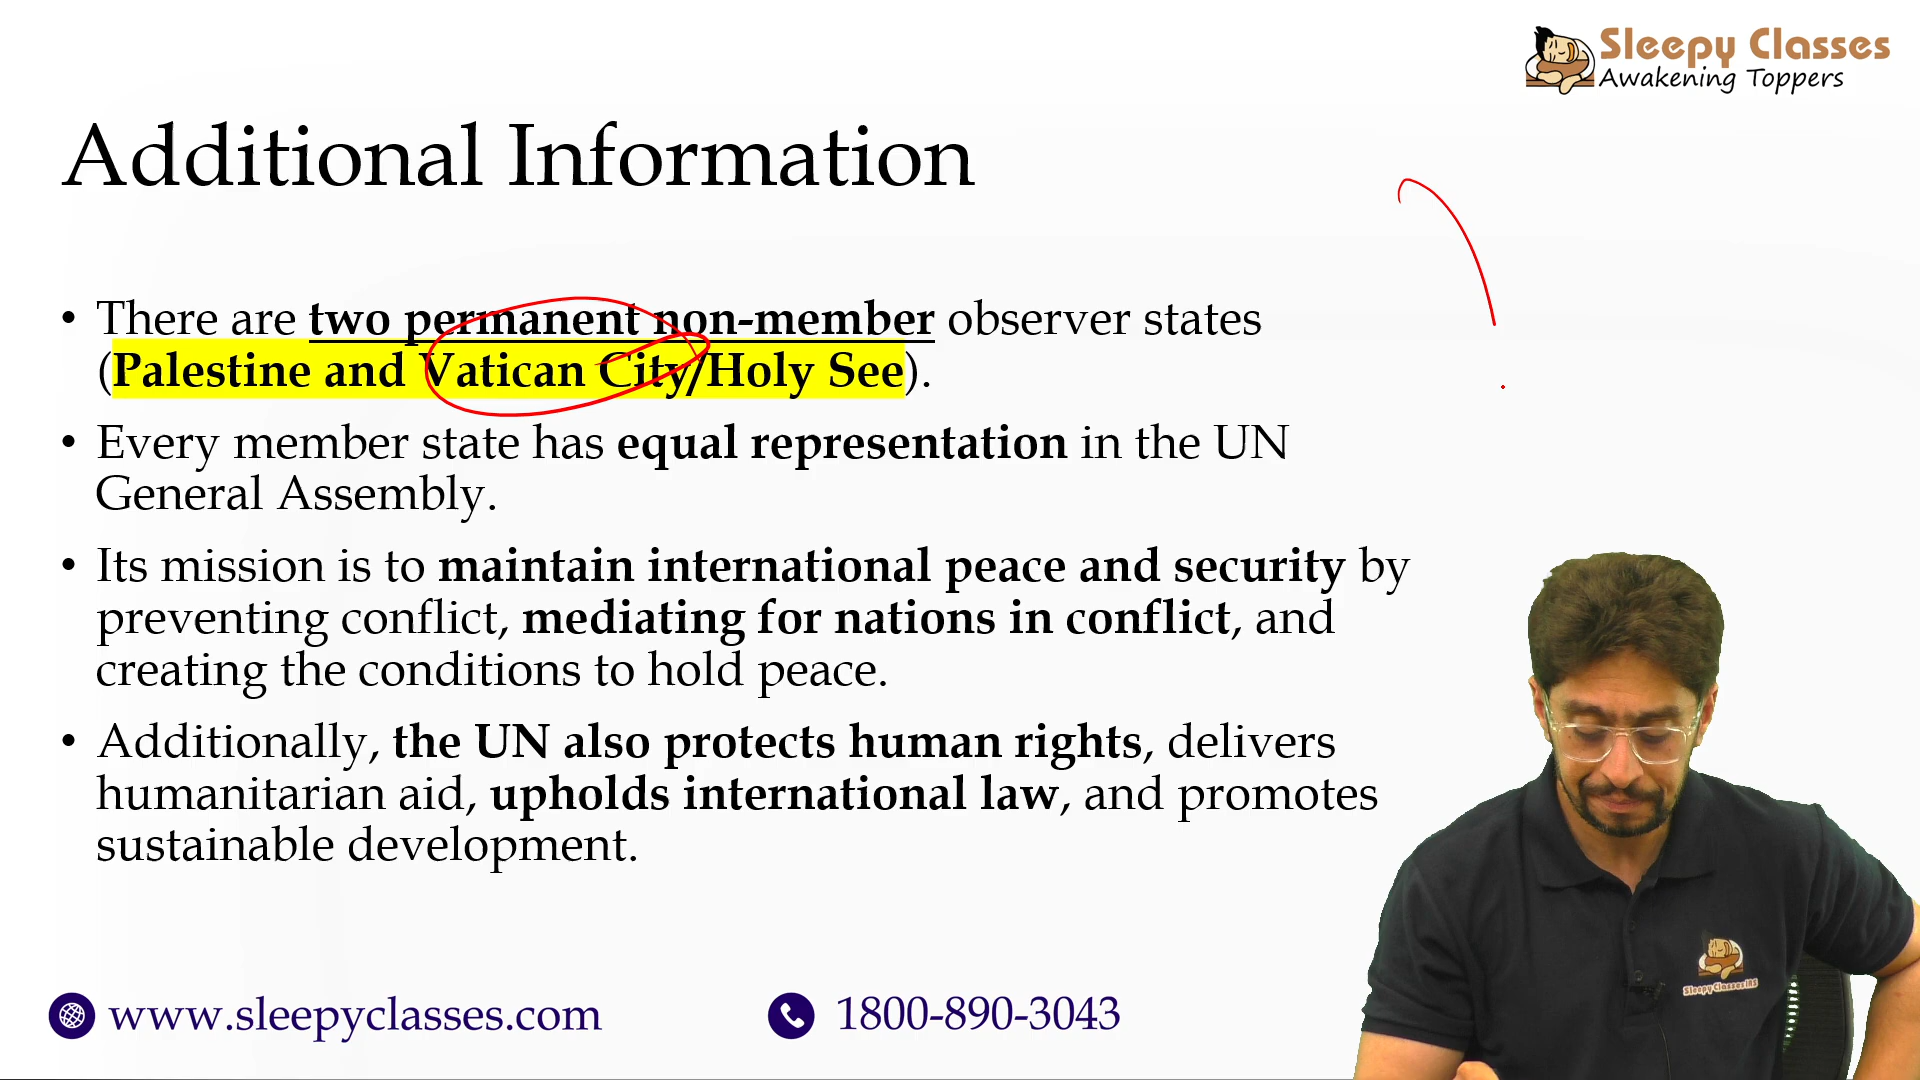 Sleepy Classes
Awakening Toppers
Additional Information
• There are two permanent non-member observer states
(Palestine and Vatican City/Holy See).
• Every member state has equal representation in the UN
General Assembly.
• Its mission is to maintain international peace and security by
preventing conflict, mediating for nations in conflict, and
creating the conditions to hold peace.
• Additionally, the UN also protects human rights, delivers
humanitarian aid, upholds international law, and promotes
sustainable development.
Sleepy Classes IAS
www.sleepyclasses.com
1800-890-3043